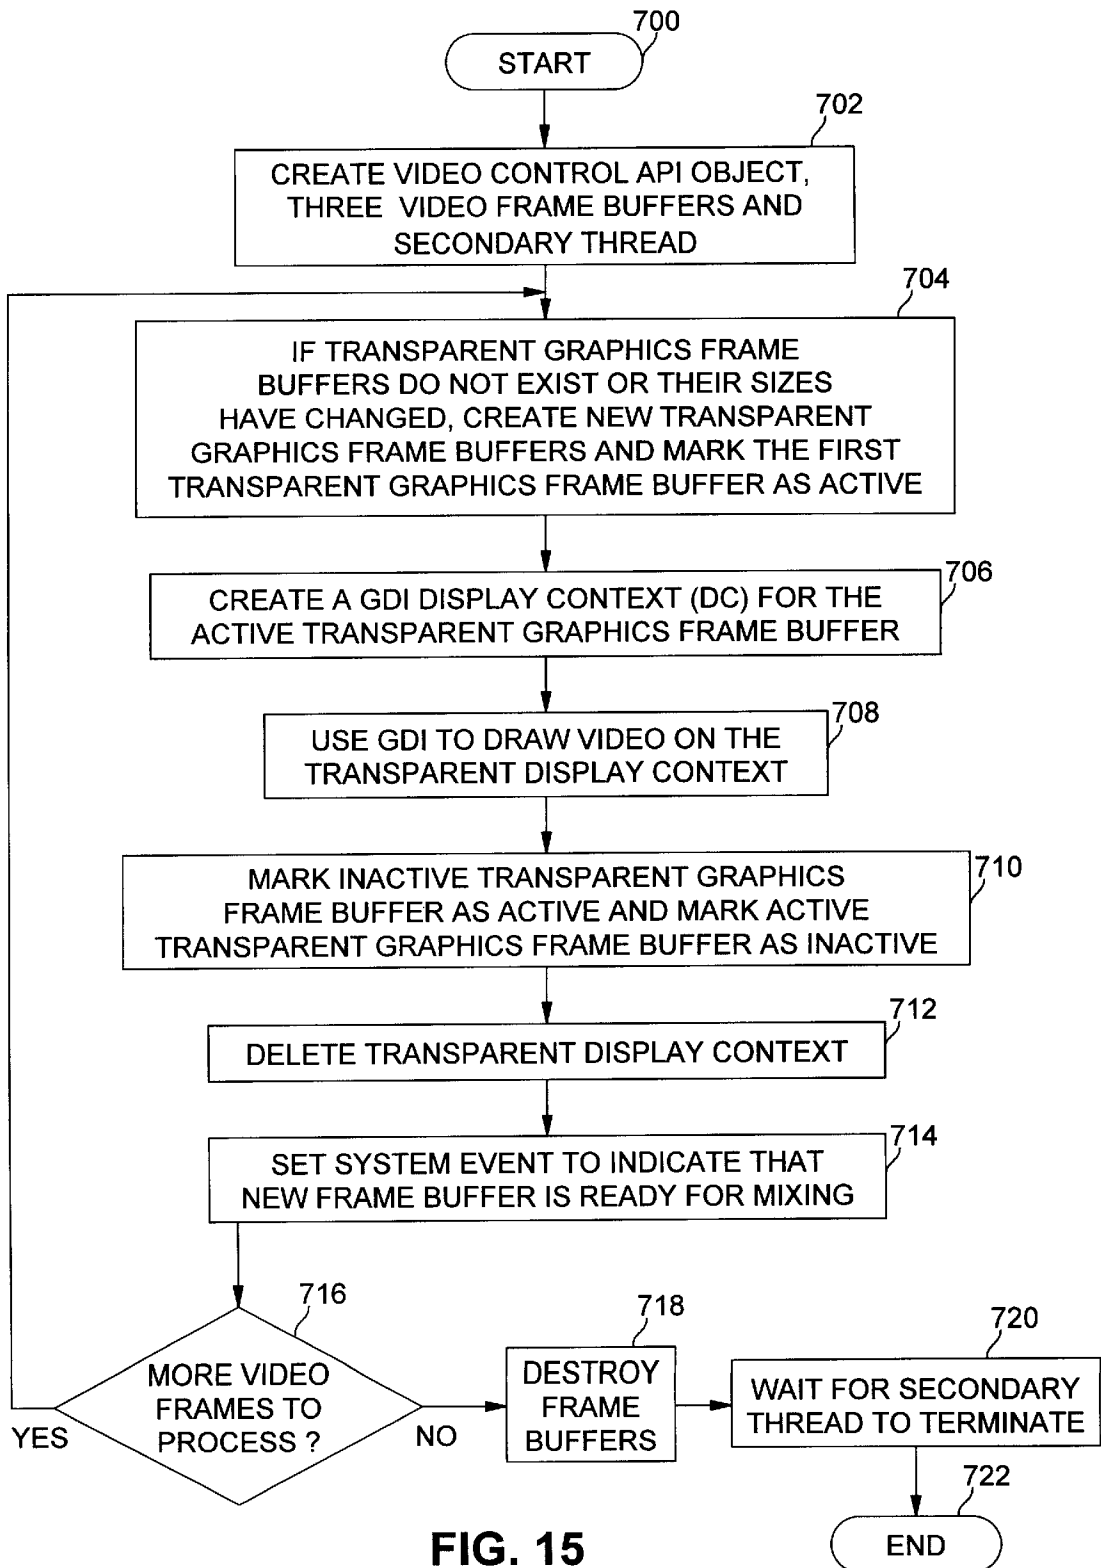 700
START
702
CREATE VIDEO CONTROL API OBJECT,
THREE VIDEO FRAME BUFFERS AND
SECONDARY THREAD
704
IF TRANSPARENT GRAPHICS FRAME
BUFFERS DO NOT EXIST OR THEIR SIZES
HAVE CHANGED, CREATE NEW TRANSPARENT
GRAPHICS FRAME BUFFERS AND MARK THE FIRST
TRANSPARENT GRAPHICS FRAME BUFFER AS ACTIVE
706
CREATE A GDI DISPLAY CONTEXT (DC) FOR THE
ACTIVE TRANSPARENT GRAPHICS FRAME BUFFER
708
USE GDI TO DRAW VIDEO ON THE
TRANSPARENT DISPLAY CONTEXT
710
MARK INACTIVE TRANSPARENT GRAPHICS
FRAME BUFFER AS ACTIVE AND MARK ACTIVE
TRANSPARENT GRAPHICS FRAME BUFFER AS INACTIVE
712
DELETE TRANSPARENT DISPLAY CONTEXT
714
SET SYSTEM EVENT TO INDICATE THAT
NEW FRAME BUFFER IS READY FOR MIXING
716
MORE VIDEO
FRAMES TO
PROCESS ?
YES
NO
718
DESTROY
FRAME
BUFFERS
720
WAIT FOR SECONDARY
THREAD TO TERMINATE
722
END
FIG. 15